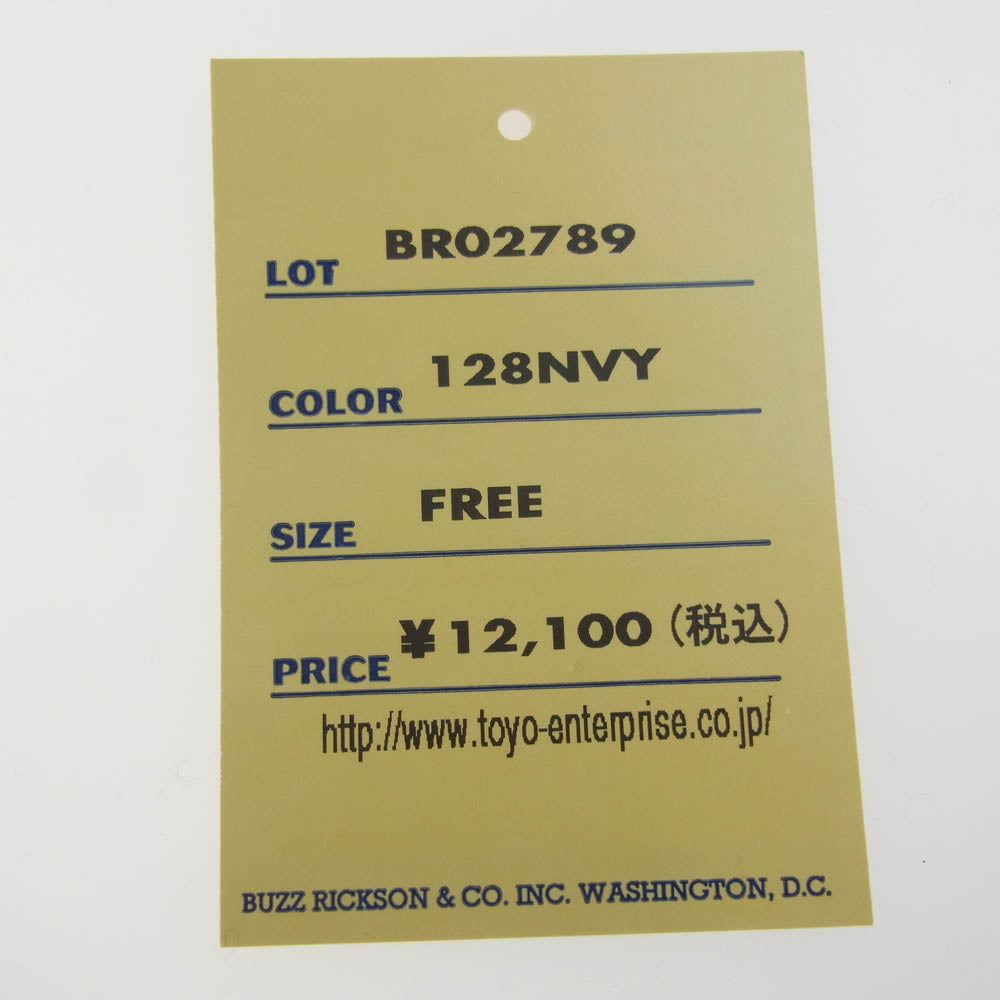 LOT BR02789
COLOR 128NVY
SIZE FREE
PRICE ¥12,100(税込)
http://www.toyo-enterprise.co.jp/
BUZZ RICKSON & CO. INC. WASHINGTON, D.C.